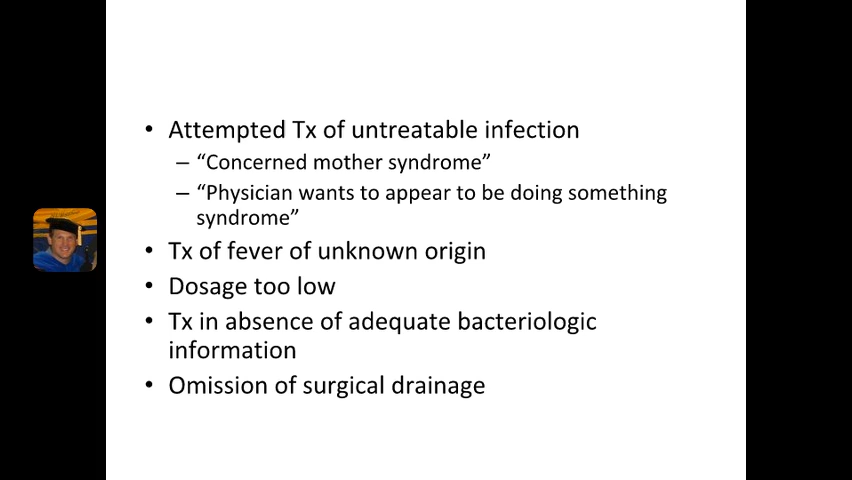 • Attempted Tx of untreatable infection
– “Concerned mother syndrome”
– “Physician wants to appear to be doing something
syndrome”
• Tx of fever of unknown origin
• Dosage too low
• Tx in absence of adequate bacteriologic
information
• Omission of surgical drainage